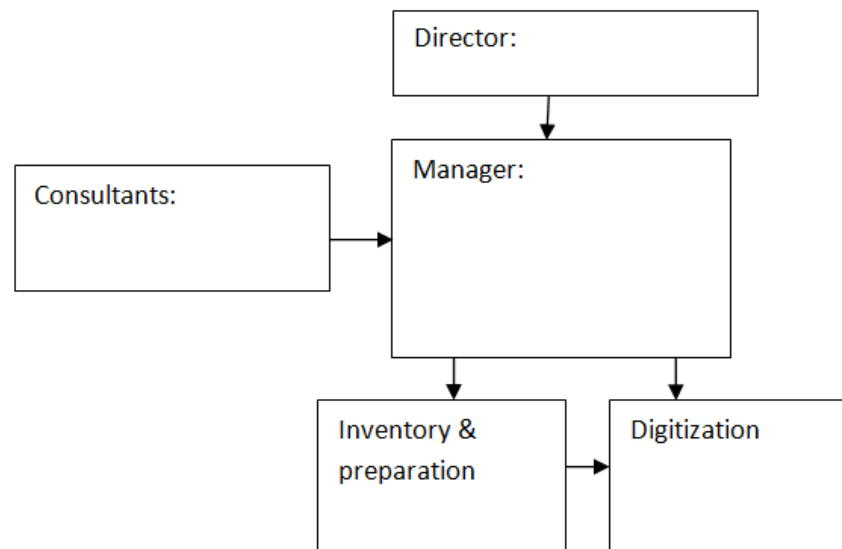 Director:
Manager:
Consultants:
Inventory &
preparation
Digitization